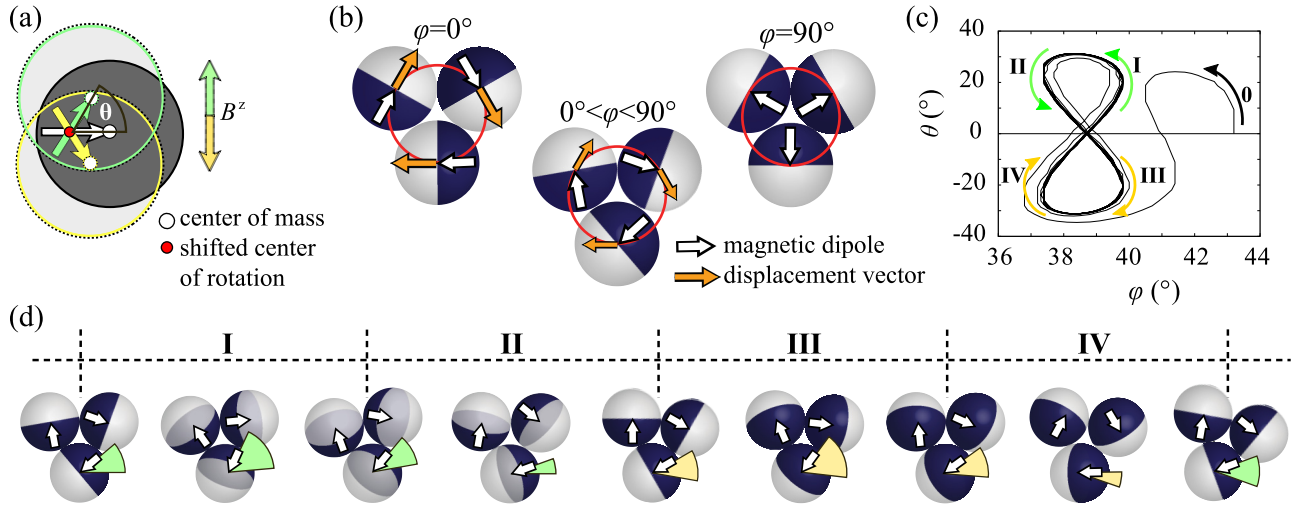 (a)
θ
B^z
center of mass
shifted center
of rotation
(b)
φ=0°
0°<φ<90°
φ=90°
magnetic dipole
displacement vector
(c)
θ (°)
40
20
0
-20
-40
36
38
40
42
44
φ (°)
II
I
0
IV
III
(d)
I
II
III
IV